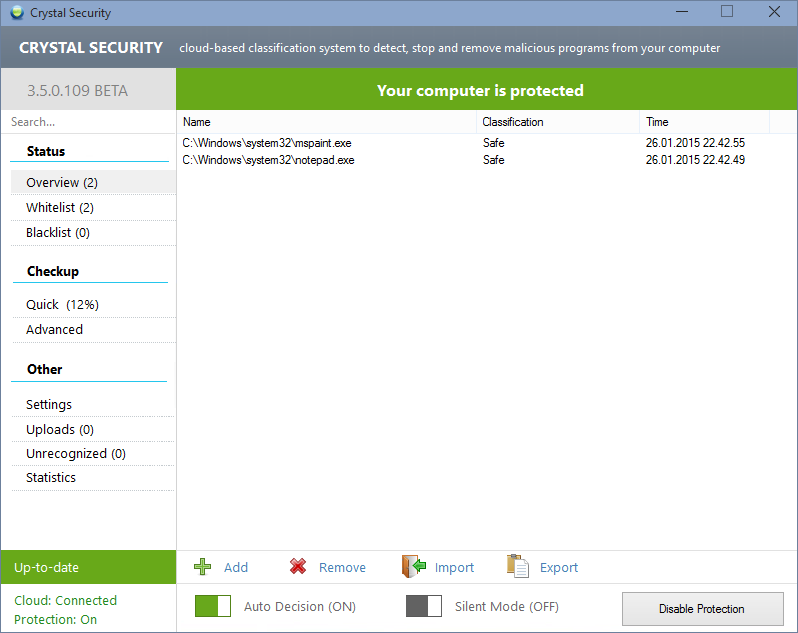 Crystal Security
CRYSTAL SECURITY cloud-based classification system to detect, stop and remove malicious programs from your computer
3.5.0.109 BETA
Your computer is protected
Search...
Name Classification Time
C:\Windows\system32\mspaint.exe Safe 26.01.2015 22.42.55
C:\Windows\system32\notepad.exe Safe 26.01.2015 22.42.49
Status
Overview (2)
Whitelist (2)
Blacklist (0)
Checkup
Quick (12%)
Advanced
Other
Settings
Uploads (0)
Unrecognized (0)
Statistics
Up-to-date
Add Remove Import Export
Cloud: Connected
Protection: On
Auto Decision (ON) Silent Mode (OFF) Disable Protection